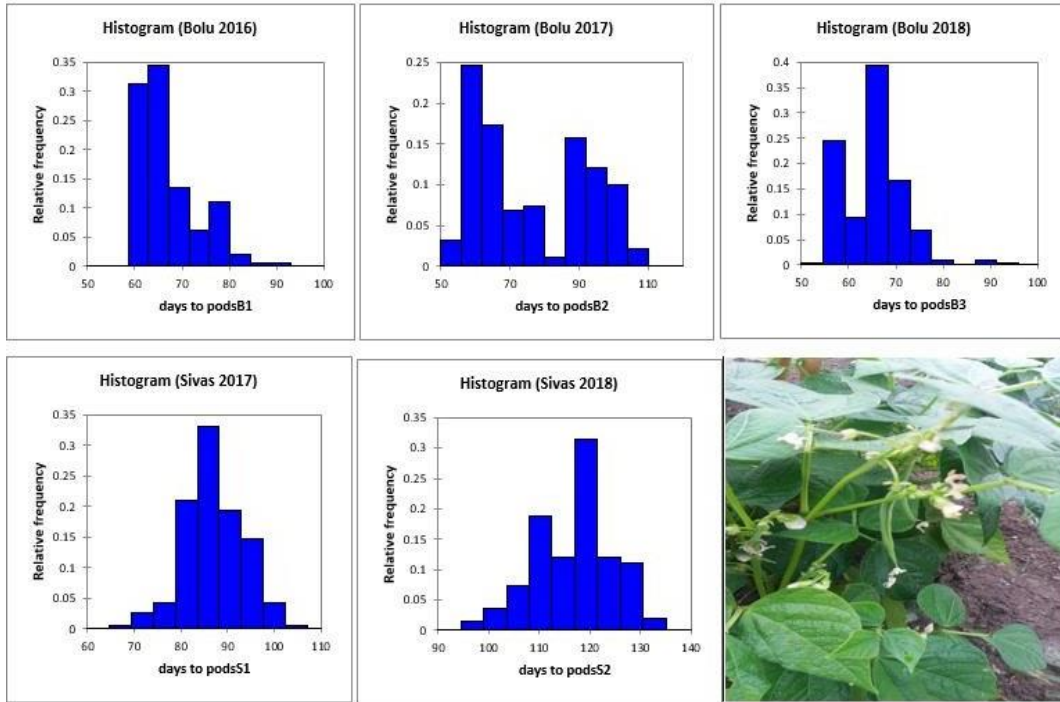 Histogram (Bolu 2016)
Relative frequency
0.35
0.3
0.25
0.2
0.15
0.1
0.05
0
50 60 70 80 90 100
days to podsB1
Histogram (Bolu 2017)
Relative frequency
0.25
0.2
0.15
0.1
0.05
0
50 70 90 110
days to podsB2
Histogram (Bolu 2018)
Relative frequency
0.4
0.35
0.3
0.25
0.2
0.15
0.1
0.05
0
50 60 70 80 90 100
days to podsB3
Histogram (Sivas 2017)
Relative frequency
0.35
0.3
0.25
0.2
0.15
0.1
0.05
0
60 70 80 90 100 110
days to podsS1
Histogram (Sivas 2018)
Relative frequency
0.35
0.3
0.25
0.2
0.15
0.1
0.05
0
90 100 110 120 130 140
days to podsS2